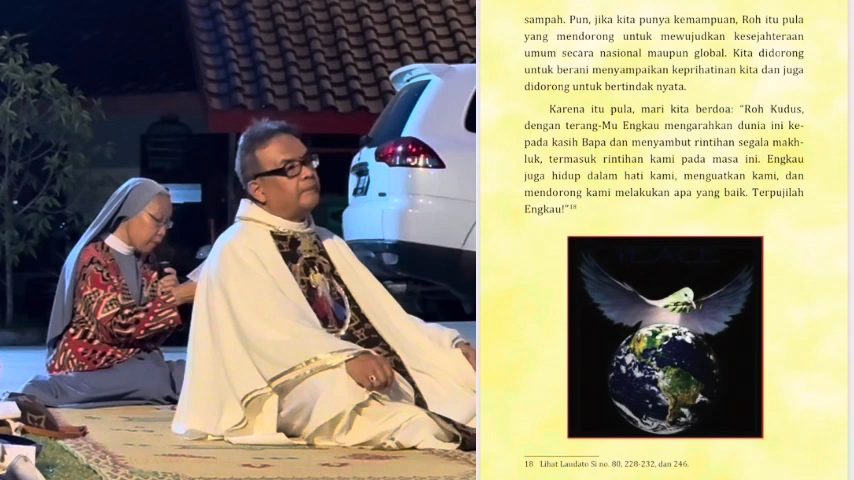 sampah. Pun, jika kita punya kemampuan, Roh itu pula
yang mendorong untuk mewujudkan kesejahteraan
umum secara nasional maupun global. Kita didorong
untuk berani menyampaikan keprihatinan kita dan juga
didorong untuk bertindak nyata.
Karena itu pula, mari kita berdoa: "Roh Kudus,
dengan terang-Mu Engkau mengarahkan dunia ini ke-
pada kasih Bapa dan menyambut rintihan segala makh-
luk, termasuk rintihan kami pada masa ini. Engkau
juga hidup dalam hati kami, menguatkan kami, dan
mendorong kami melakukan apa yang baik. Terpujilah
Engkau!"18
18 Lihat Laudato Si no. 80, 228-232, dan 246.